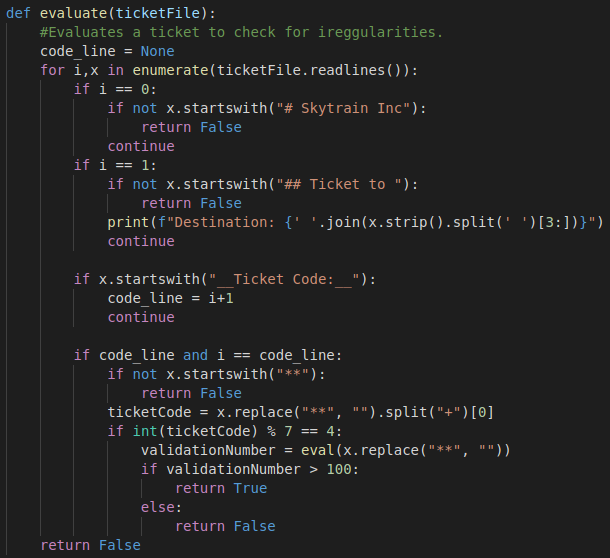 def evaluate(ticketFile):
    #Evaluates a ticket to check for ireggularities.
    code_line = None
    for i,x in enumerate(ticketFile.readlines()):
        if i == 0:
            if not x.startswith("# Skytrain Inc"):
                return False
            continue
        if i == 1:
            if not x.startswith("## Ticket to "):
                return False
            print(f"Destination: {' '.join(x.strip().split(' ')[3:])}")
            continue

        if x.startswith("__Ticket Code:__"):
            code_line = i+1
            continue

        if code_line and i == code_line:
            if not x.startswith("**"):
                return False
            ticketCode = x.replace("**", "").split("+")[0]
            if int(ticketCode) % 7 == 4:
                validationNumber = eval(x.replace("**", ""))
                if validationNumber > 100:
                    return True
                else:
                    return False
    return False